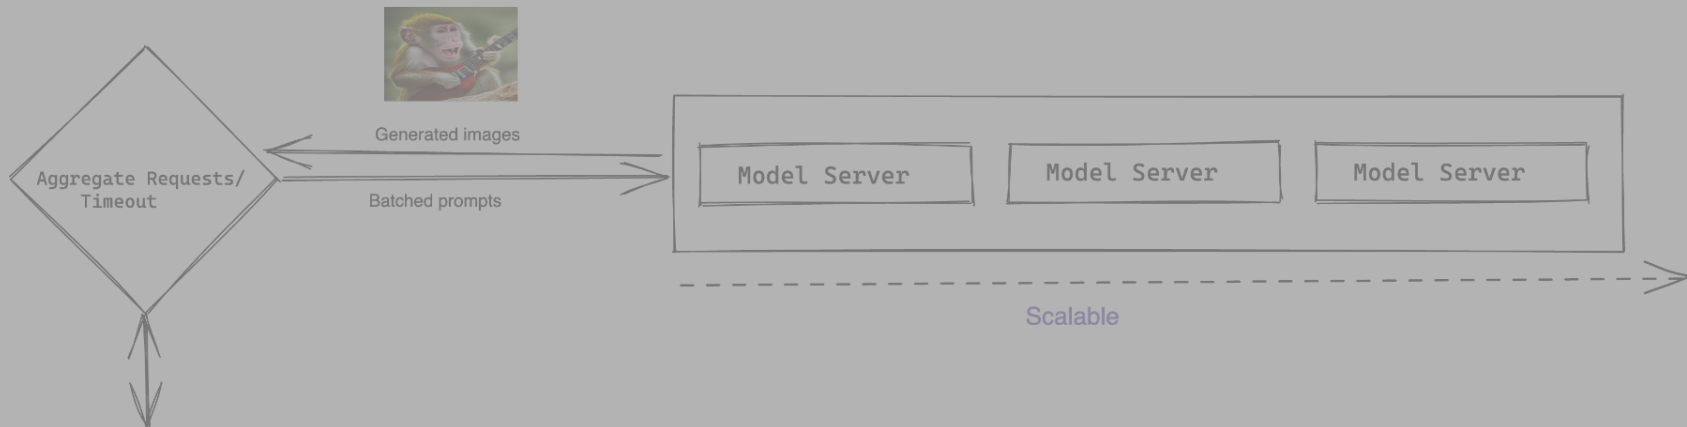 Generated images
Aggregate Requests/
Timeout
Batched prompts
Model Server
Model Server
Model Server
Scalable